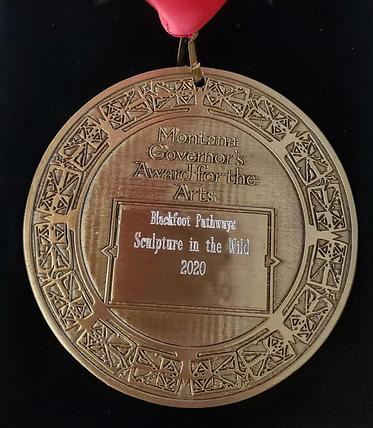 Montana
Governor's
Award for the
Arts
Blackfoot Pathways
Sculpture in the Wild
2020